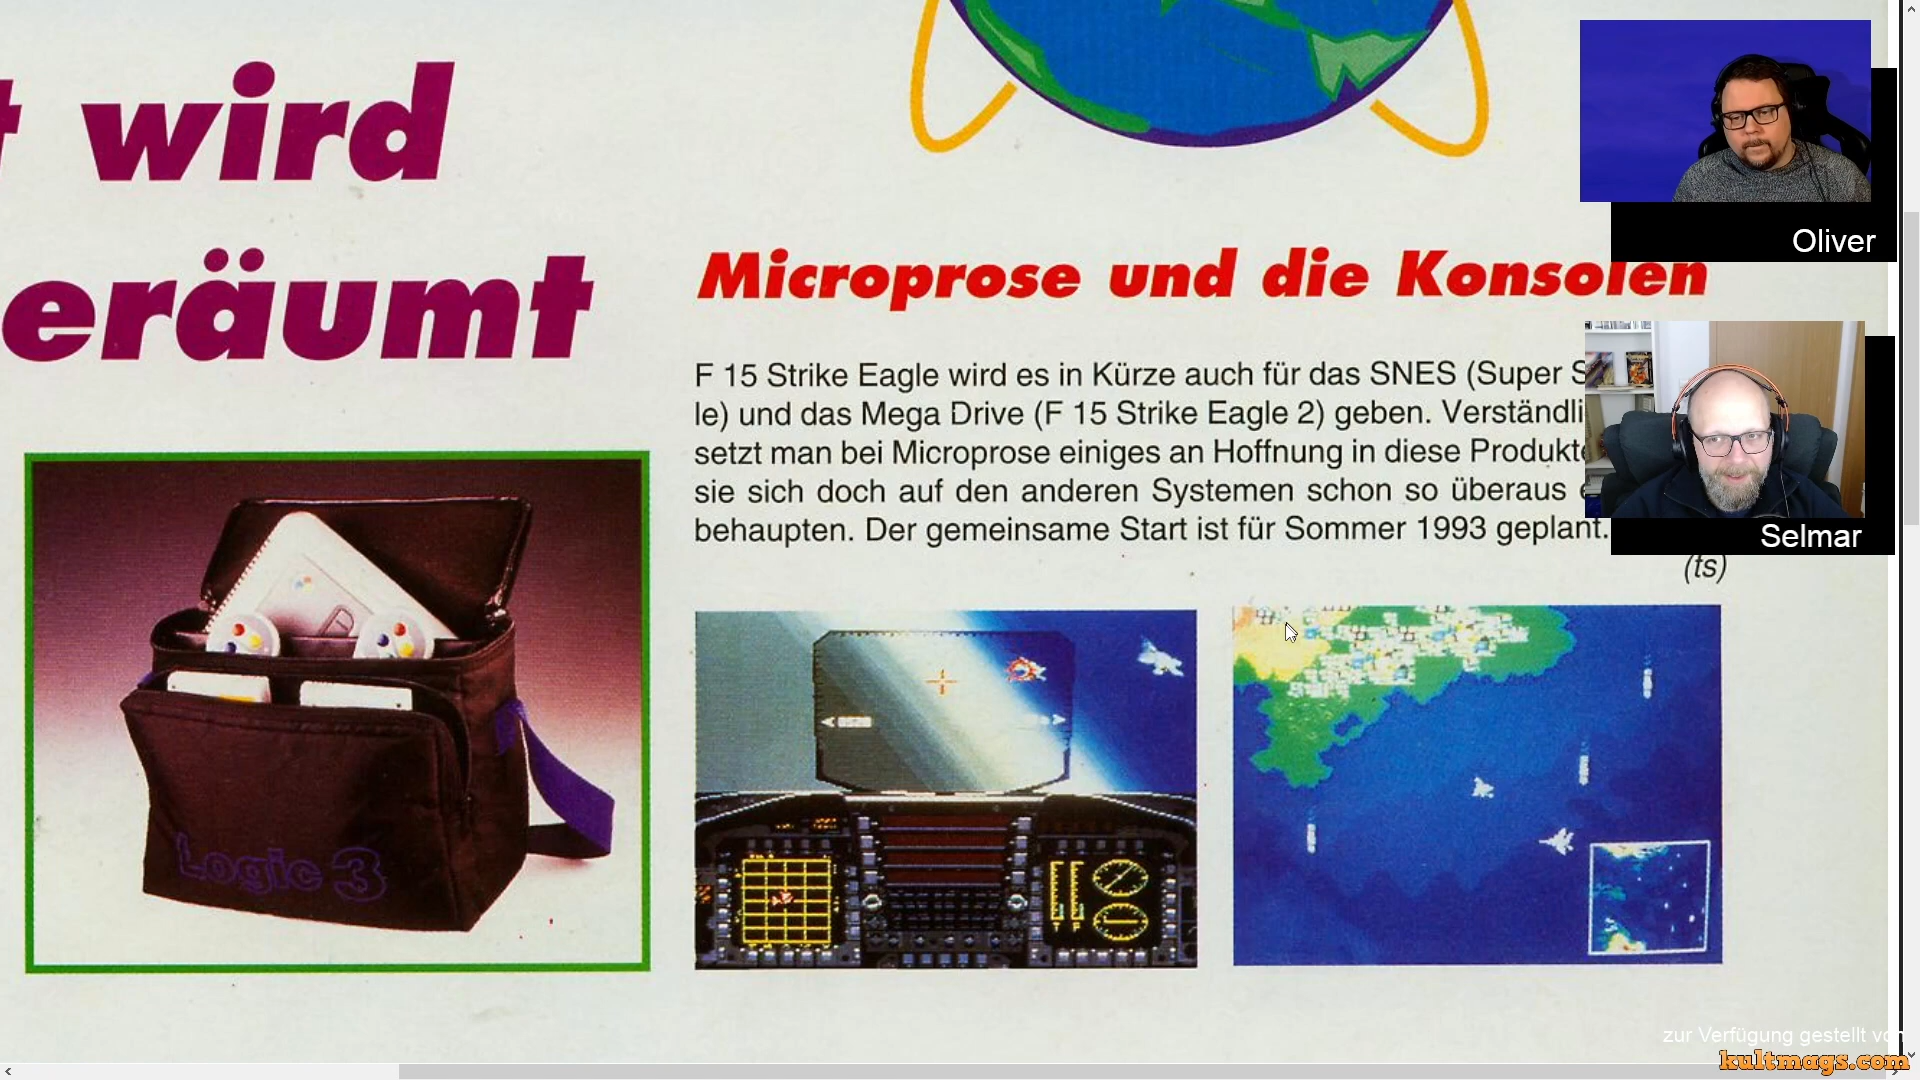 wird
eräumt
Oliver
Microprose und die Konsolen
F 15 Strike Eagle wird es in Kürze auch für das SNES (Super S
le) und das Mega Drive (F 15 Strike Eagle 2) geben. Verständli
setzt man bei Microprose einiges an Hoffnung in diese Produkte
sie sich doch auf den anderen Systemen schon so überaus
behaupten. Der gemeinsame Start ist für Sommer 1993 geplant.
(ts)
Selmar
Logic 3
zur Verfügung gestellt von
kultmags.com